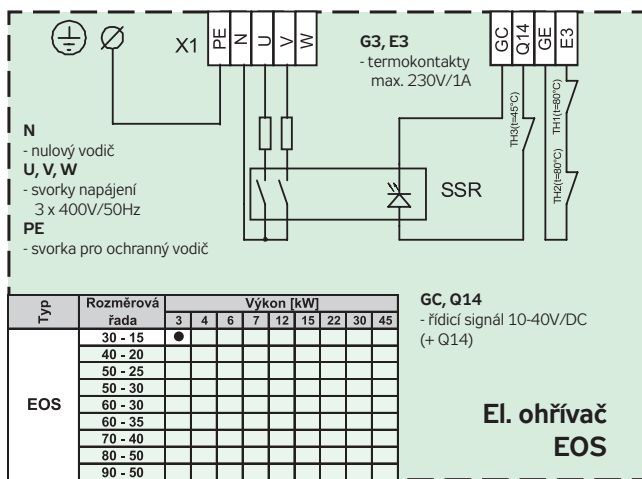 X1
PE
N
U
V
W
G3, E3
- termokontakty
max. 230V/1A
GC
Q14
GE
E3
TH3(t=45°C)
TH1(t=80°C)
TH2(t=80°C)
N
- nulový vodič
U, V, W
- svorky napájení
3 x 400V/50Hz
PE
- svorka pro ochranný vodič
SSR
GC, Q14
- řídicí signál 10-40V/DC
(+ Q14)
Typ
Rozměrová
řada
Výkon [kW]
3 4 6 7 12 15 22 30 45
EOS
30 - 15
40 - 20
50 - 25
50 - 30
60 - 30
60 - 35
70 - 40
80 - 50
90 - 50
El. ohřívač
EOS